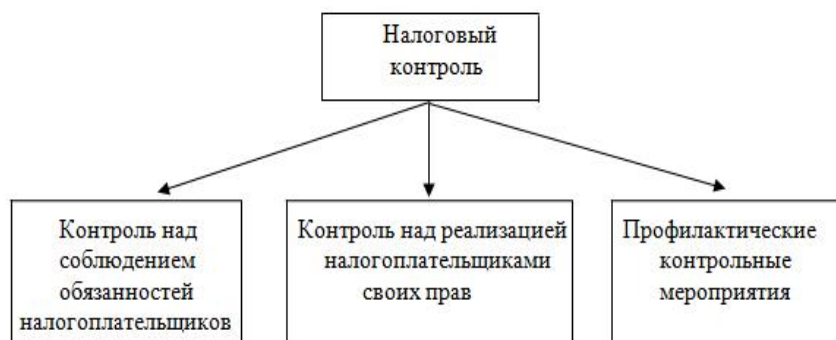 Налоговый
контроль
Контроль над
соблюдением
обязанностей
налогоплательщиков
Контроль над реализацией
налогоплательщиками
своих прав
Профилактические
контрольные
мероприятия